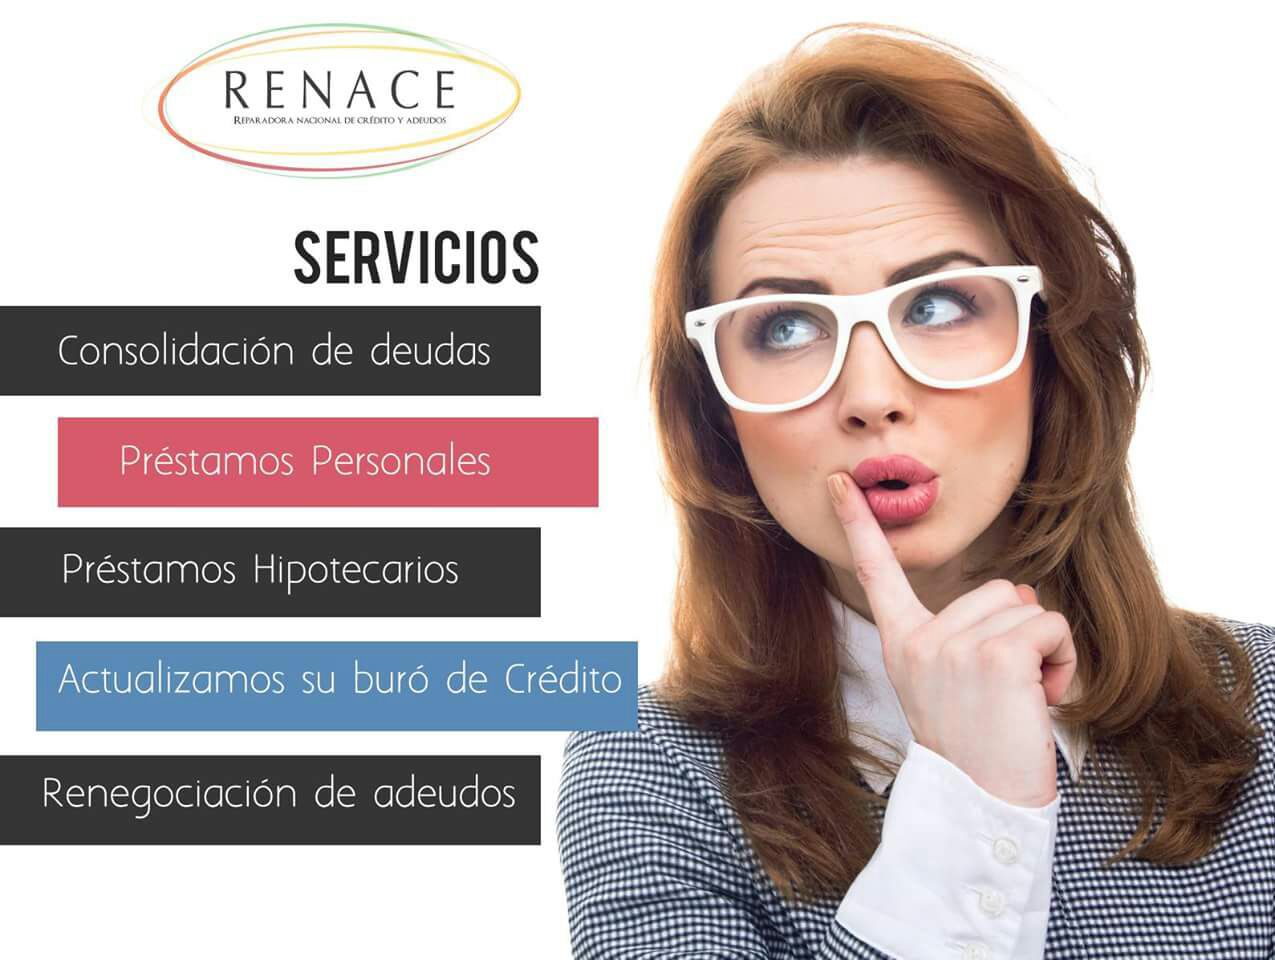 RENACE
REPARADORA NACIONAL DE CRÉDITO Y ADEUDOS
SERVICIOS
Consolidación de deudas
Préstamos Personales
Préstamos Hipotecarios
Actualizamos su buró de Crédito
Renegociación de adeudos